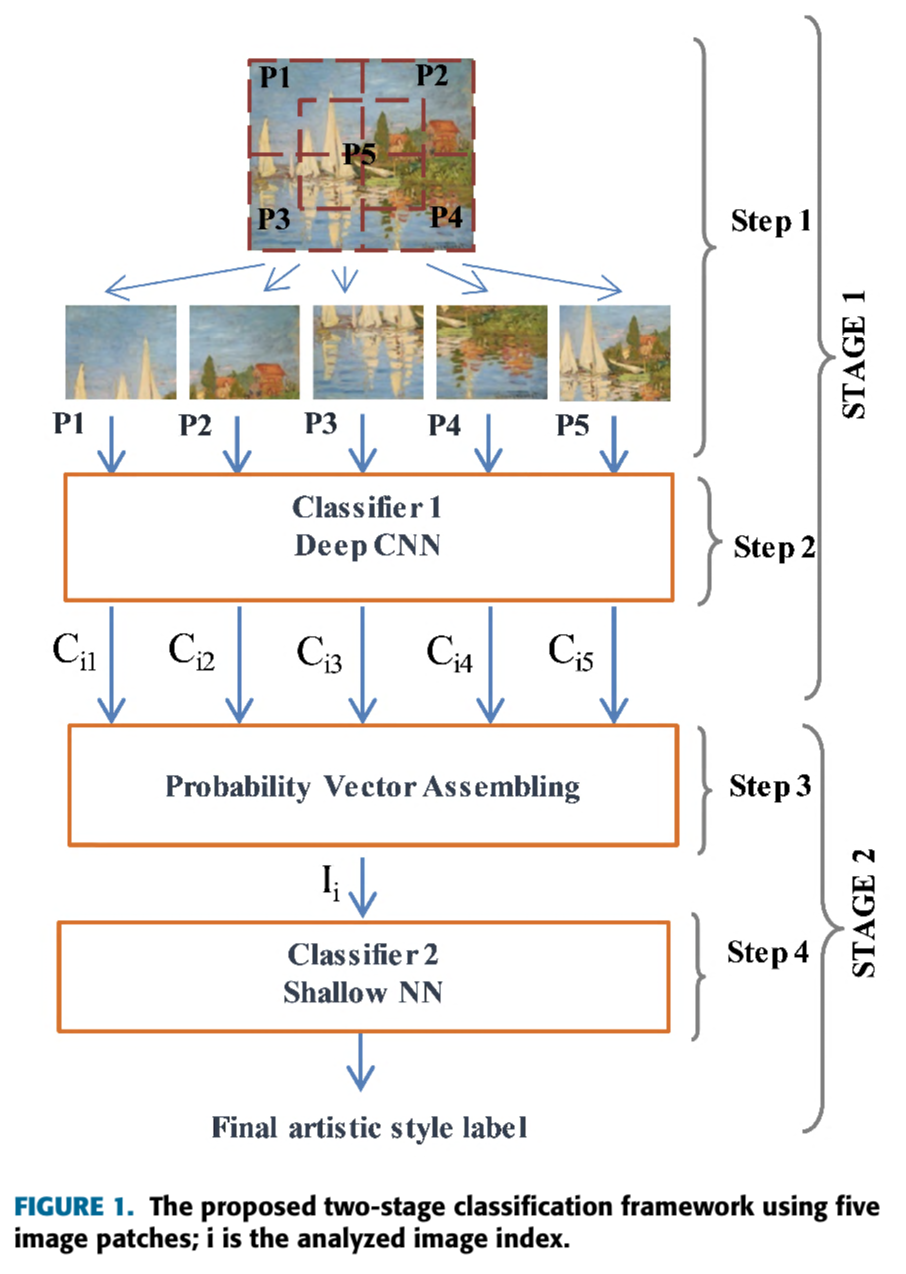 P1
P2
P5
P3
P4
Step 1
STAGE 1
P1
P2
P3
P4
P5
Classifier 1
Deep CNN
Step 2
Ci1
Ci2
Ci3
Ci4
Ci5
Probability Vector Assembling
Step 3
Ii
STAGE 2
Classifier 2
Shallow NN
Step 4
Final artistic style label
FIGURE 1. The proposed two-stage classification framework using five
image patches; i is the analyzed image index.